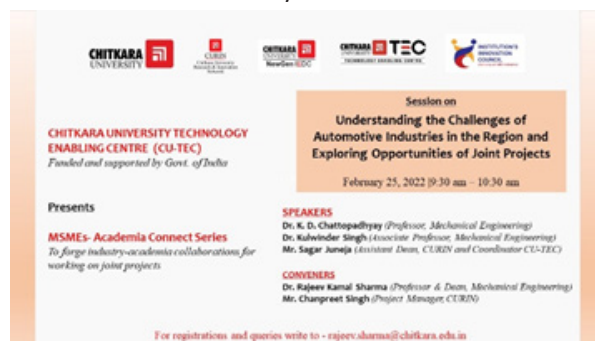 CHITKARA
UNIVERSITY
CURIN
CHITKARA
UNIVERSITY
NewGen IEDC
CHITKARA
UNIVERSITY
TEC
TECHNOLOGY ENABLING CENTRE
INSTITUTION'S
INNOVATION
COUNCIL
Session on
Understanding the Challenges of
Automotive Industries in the Region and
Exploring Opportunities of Joint Projects
February 25, 2022 |9:30 am – 10:30 am
CHITKARA UNIVERSITY TECHNOLOGY
ENABLING CENTRE (CU-TEC)
Funded and supported by Govt. of India
Presents
MSMEs- Academia Connect Series
To forge industry-academia collaborations for
working on joint projects
SPEAKERS
Dr. K. D. Chattopadhyay (Professor, Mechanical Engineering)
Dr. Kulwinder Singh (Associate Professor, Mechanical Engineering)
Mr. Sagar Juneja (Assistant Dean, CURIN and Coordinator CU-TEC)
CONVENERS
Dr. Rajeev Kamal Sharma (Professor & Dean, Mechanical Engineering)
Mr. Chanpreet Singh (Project Manager, CURIN)
For registrations and queries write to - rajeev.sharma@chitkara.edu.in